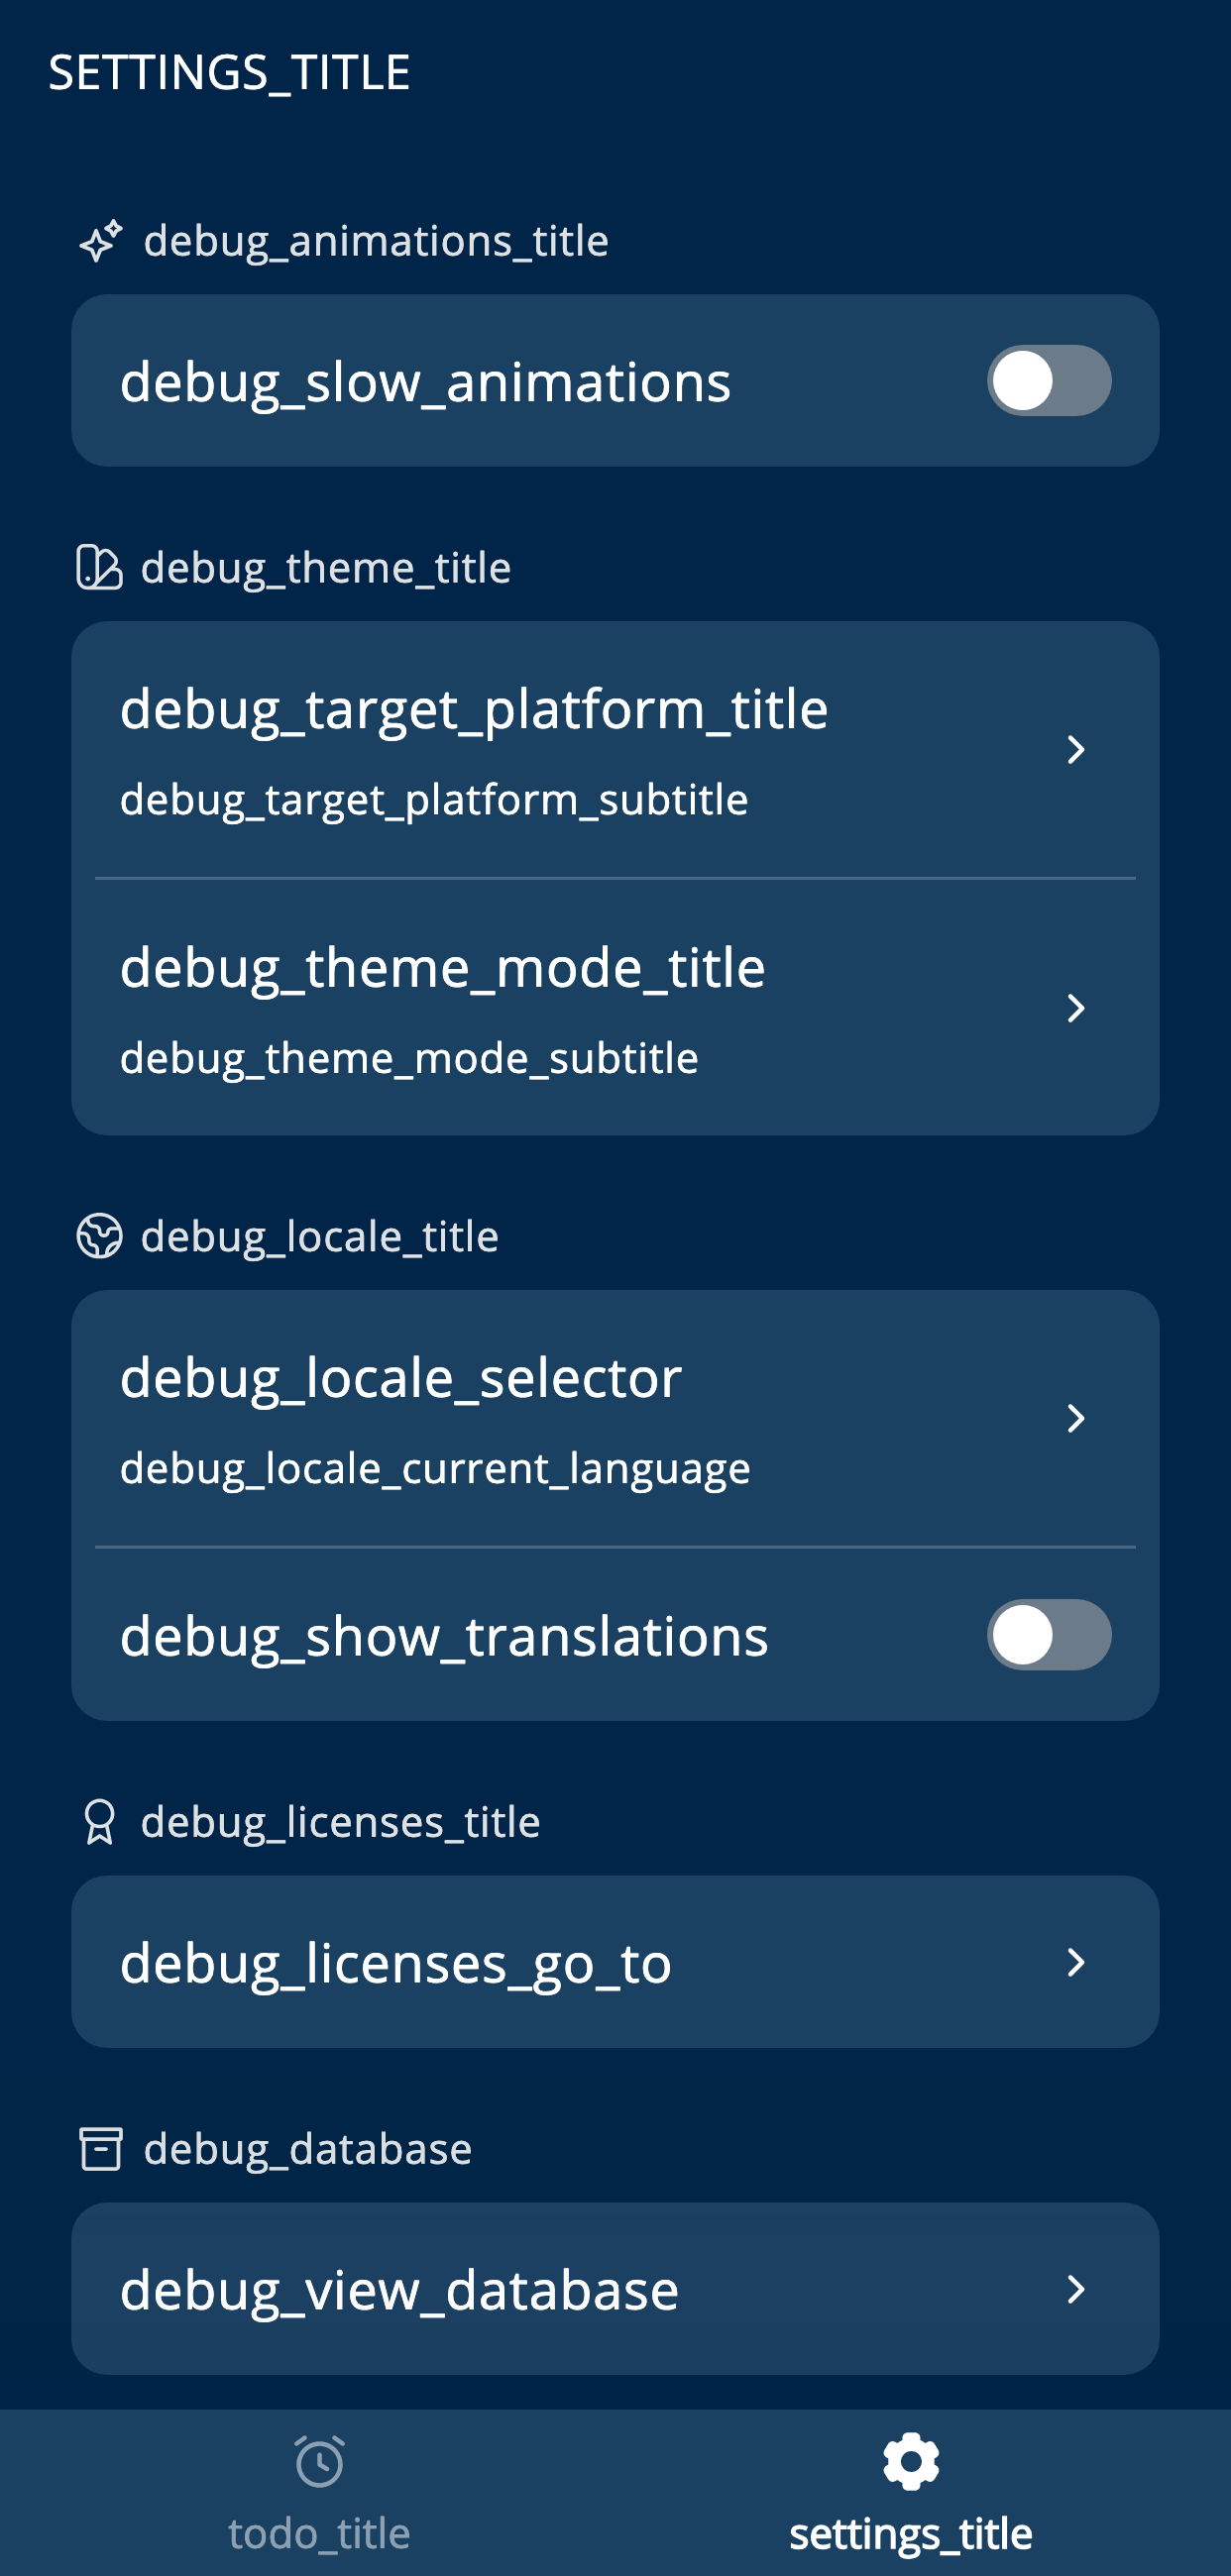 SETTINGS_TITLE
debug_animations_title
debug_slow_animations
debug_theme_title
debug_target_platform_title
debug_target_platform_subtitle
debug_theme_mode_title
debug_theme_mode_subtitle
debug_locale_title
debug_locale_selector
debug_locale_current_language
debug_show_translations
debug_licenses_title
debug_licenses_go_to
debug_database
debug_view_database
todo_title
settings_title